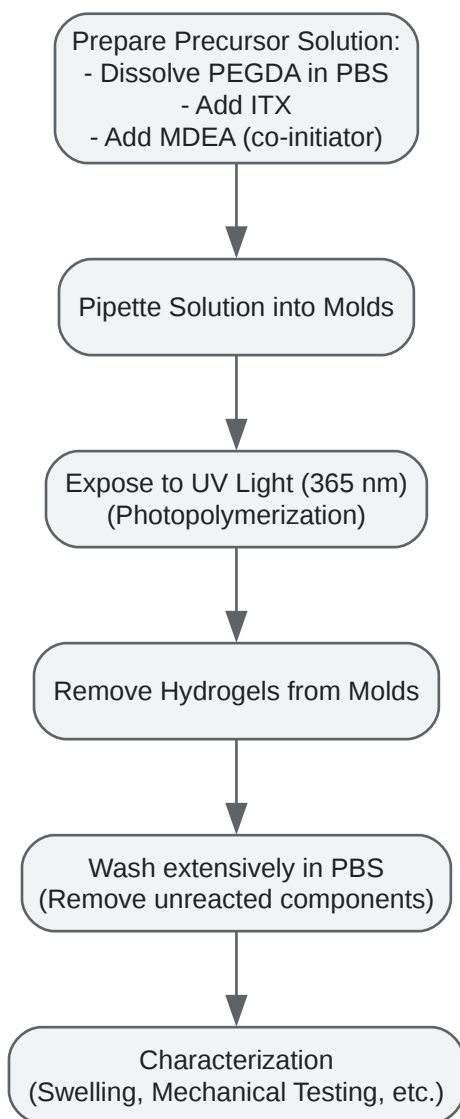 Prepare Precursor Solution:
- Dissolve PEGDA in PBS
- Add ITX
- Add MDEA (co-initiator)
Pipette Solution into Molds
Expose to UV Light (365 nm)
(Photopolymerization)
Remove Hydrogels from Molds
Wash extensively in PBS
(Remove unreacted components)
Characterization
(Swelling, Mechanical Testing, etc.)